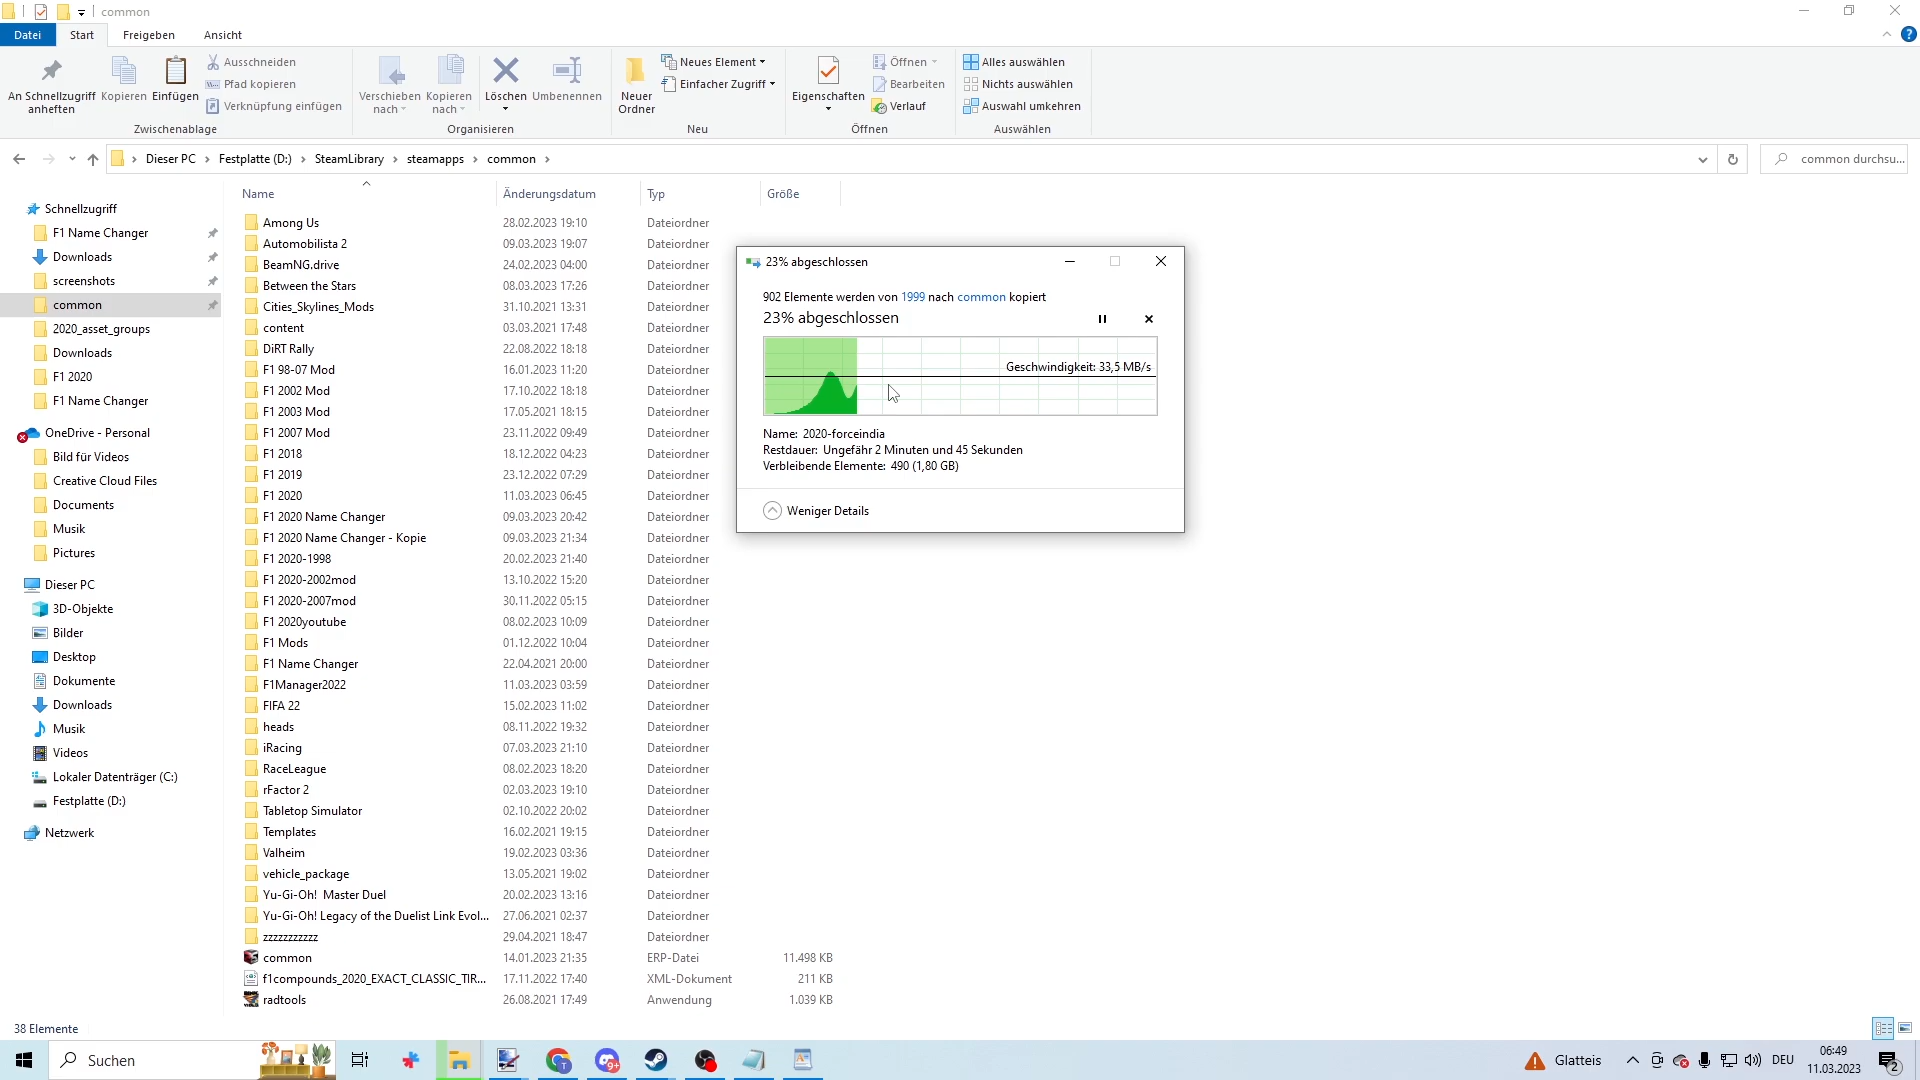 common
Datei
Start
Freigeben
Ansicht
An Schnellzugriff
anheften
Kopieren
Einfügen
Ausschneiden
Pfad kopieren
Verknüpfung einfügen
Zwischenablage
Verschieben
nach
Kopieren
nach
Löschen
Umbenennen
Organisieren
Neuer
Ordner
Neues Element
Einfacher Zugriff
Neu
Eigenschaften
Öffnen
Bearbeiten
Verlauf
Öffnen
Alles auswählen
Nichts auswählen
Auswahl umkehren
Auswählen
Dieser PC > Festplatte (D:) > SteamLibrary > steamapps > common >
common durchsu...
Schnellzugriff
F1 Name Changer
Downloads
screenshots
common
2020_asset_groups
Downloads
F1 2020
F1 Name Changer
OneDrive - Personal
Bild für Videos
Creative Cloud Files
Documents
Musik
Pictures
Dieser PC
3D-Objekte
Bilder
Desktop
Dokumente
Downloads
Musik
Videos
Lokaler Datenträger (C:)
Festplatte (D:)
Netzwerk
Name Änderungsdatum Typ Größe
Among Us 28.02.2023 19:10 Dateiordner
Automobilista 2 09.03.2023 19:07 Dateiordner
BeamNG.drive 24.02.2023 04:00 Dateiordner
Between the Stars 08.03.2023 17:26 Dateiordner
Cities_Skylines_Mods 31.10.2021 13:31 Dateiordner
content 03.03.2021 17:48 Dateiordner
DiRT Rally 22.08.2022 18:18 Dateiordner
F1 98-07 Mod 16.01.2023 11:20 Dateiordner
F1 2002 Mod 17.10.2022 18:18 Dateiordner
F1 2003 Mod 17.05.2021 18:15 Dateiordner
F1 2007 Mod 23.11.2022 09:49 Dateiordner
F1 2018 18.12.2022 04:23 Dateiordner
F1 2019 23.12.2022 07:29 Dateiordner
F1 2020 11.03.2023 06:45 Dateiordner
F1 2020 Name Changer 09.03.2023 20:42 Dateiordner
F1 2020 Name Changer - Kopie 09.03.2023 21:34 Dateiordner
F1 2020-1998 20.02.2023 21:40 Dateiordner
F1 2020-2002mod 13.10.2022 15:20 Dateiordner
F1 2020-2007mod 30.11.2022 05:15 Dateiordner
F1 2020youtube 08.02.2023 10:09 Dateiordner
F1 Mods 01.12.2022 10:04 Dateiordner
F1 Name Changer 22.04.2021 20:00 Dateiordner
F1Manager2022 11.03.2023 03:59 Dateiordner
FIFA 22 15.02.2023 11:02 Dateiordner
heads 08.11.2022 19:32 Dateiordner
iRacing 07.03.2023 21:10 Dateiordner
RaceLeague 08.02.2023 18:20 Dateiordner
rFactor 2 02.03.2023 19:10 Dateiordner
Tabletop Simulator 02.10.2022 20:02 Dateiordner
Templates 16.02.2021 19:15 Dateiordner
Valheim 19.02.2023 03:36 Dateiordner
vehicle_package 13.05.2021 19:02 Dateiordner
Yu-Gi-Oh!  Master Duel 20.02.2023 13:16 Dateiordner
Yu-Gi-Oh! Legacy of the Duelist Link Evol... 27.06.2021 02:37 Dateiordner
zzzzzzzzzzz 29.04.2021 18:47 Dateiordner
common 14.01.2023 21:35 ERP-Datei 11.498 KB
f1compounds_2020_EXACT_CLASSIC_TIR... 17.11.2022 17:40 XML-Dokument 211 KB
radtools 26.08.2021 17:49 Anwendung 1.039 KB
23% abgeschlossen
902 Elemente werden von 1999 nach common kopiert
23% abgeschlossen
Geschwindigkeit: 33,5 MB/s
Name: 2020-forceindia
Restdauer: Ungefähr 2 Minuten und 45 Sekunden
Verbleibende Elemente: 490 (1,80 GB)
Weniger Details
38 Elemente
Suchen
9+
Glatteis
DEU
06:49
11.03.2023
2